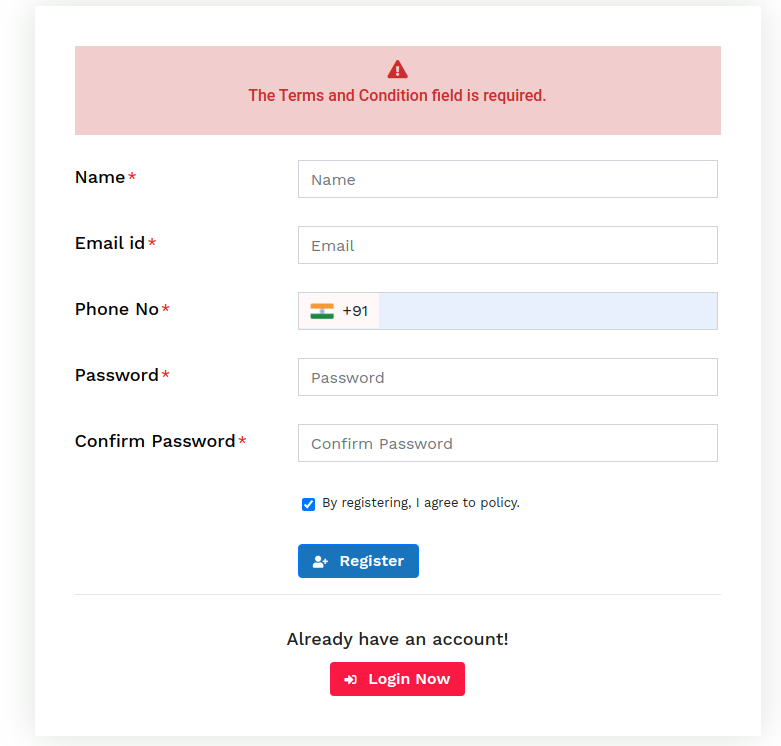 The Terms and Condition field is required.
Name*
Name
Email id*
Email
Phone No*
+91
Password*
Password
Confirm Password*
Confirm Password
By registering, I agree to policy.
Register
Already have an account!
Login Now